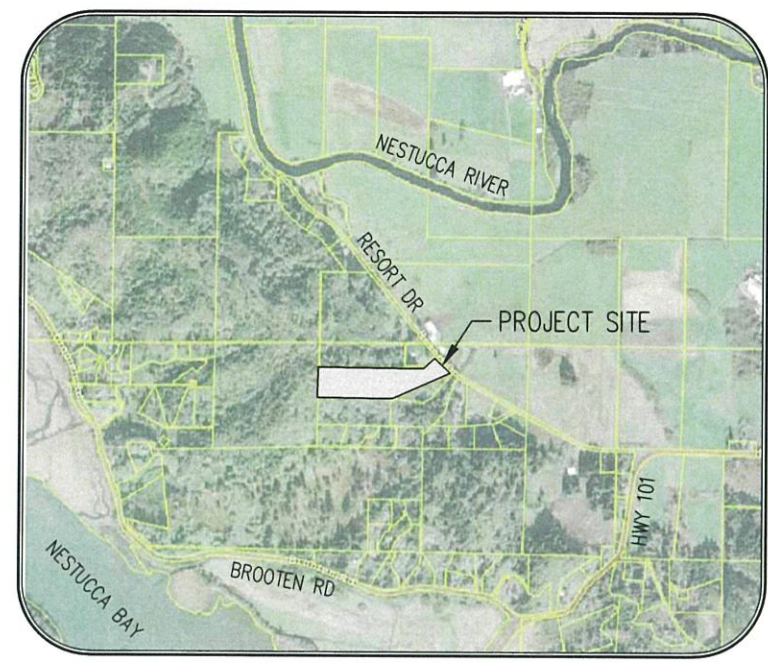 NESTUCCA RIVER
RESORT DR
PROJECT SITE
HWY 101
BROOTEN RD
NESTUCCA BAY